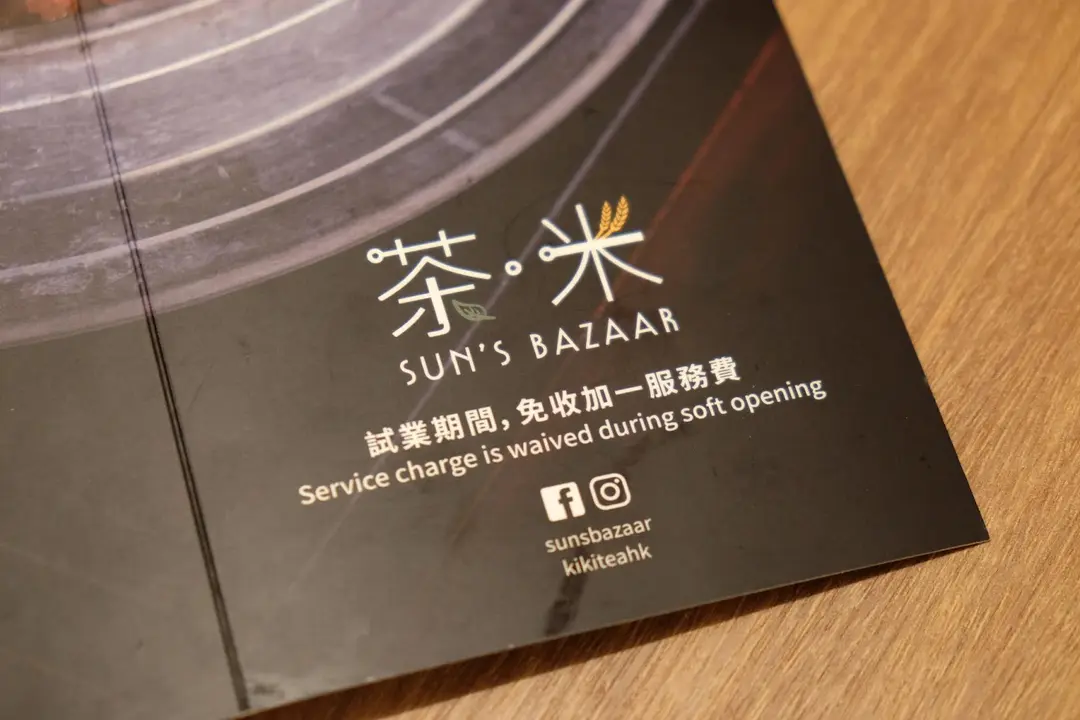 茶·米
SUN'S BAZAAR
試業期間，免收加一服務費
Service charge is waived during soft opening
sunsbazaar
kikiteahk